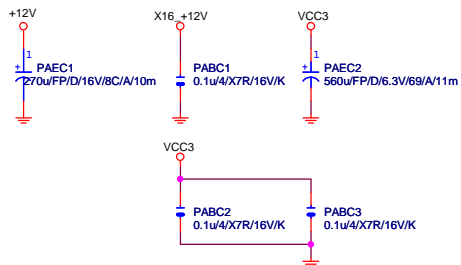 +12V
X16_+12V
VCC3
1
1
+
PAEC1
270u/FP/D/16V/8C/A/10m
PABC1
0.1u/4/X7R/16V/K
+
PAEC2
560u/FP/D/6.3V/69/A/11m
VCC3
PABC2
0.1u/4/X7R/16V/K
PABC3
0.1u/4/X7R/16V/K